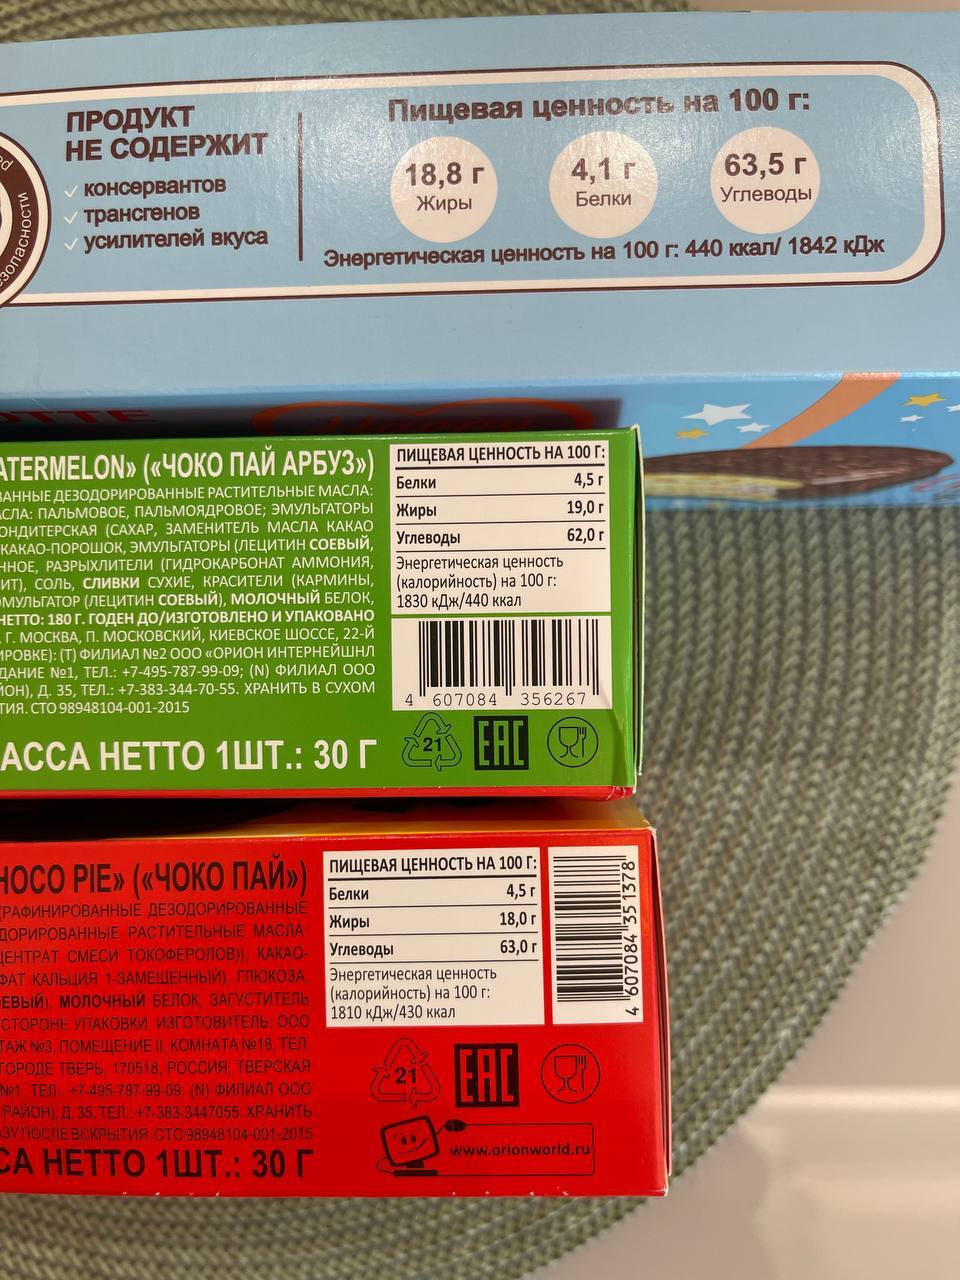 ПРОДУКТ
НЕ СОДЕРЖИТ
консервантов
трансгенов
усилителей вкуса
Пищевая ценность на 100 г:
18,8 г
Жиры
4,1 г
Белки
63,5 г
Углеводы
Энергетическая ценность на 100 г: 440 ккал/ 1842 кДж
ATERMELON» («ЧОКО ПАЙ АРБУЗ»)
ВАННЫЕ ДЕЗОДОРИРОВАННЫЕ РАСТИТЕЛЬНЫЕ МАСЛА:
АСЛА: ПАЛЬМОВОЕ, ПАЛЬМОЯДРОВОЕ; ЭМУЛЬГАТОРЫ
ОНДИТЕРСКАЯ (САХАР, ЗАМЕНИТЕЛЬ МАСЛА КАКАО
КАКАО-ПОРОШОК, ЭМУЛЬГАТОРЫ (ЛЕЦИТИН СОЕВЫЙ,
ННОЕ, РАЗРЫХЛИТЕЛИ (ГИДРОКАРБОНАТ АММОНИЯ,
ИТ), СОЛЬ, СЛИВКИ СУХИЕ, КРАСИТЕЛИ (КАРМИНЫ,
ЭМУЛЬГАТОР (ЛЕЦИТИН СОЕВЫЙ), МОЛОЧНЫЙ БЕЛОК,
НЕТТО: 180 Г. ГОДЕН ДО/ИЗГОТОВЛЕНО И УПАКОВАНО
, Г. МОСКВА, П. МОСКОВСКИЙ, КИЕВСКОЕ ШОССЕ, 22-Й
ИРОВКЕ): (Т) ФИЛИАЛ №2 ООО «ОРИОН ИНТЕРНЕЙШНЛ
ДАНИЕ №1, ТЕЛ.: +7-495-787-99-09; (N) ФИЛИАЛ ООО
ЙОН), Д. 35, ТЕЛ.: +7-383-344-70-55. ХРАНИТЬ В СУХОМ
ТИЯ. СТО 98948104-001-2015
АССА НЕТТО 1ШТ.: 30 Г
ПИЩЕВАЯ ЦЕННОСТЬ НА 100 Г:
Белки 4,5 г
Жиры 19,0 г
Углеводы 62,0 г
Энергетическая ценность
(калорийность) на 100 г:
1830 кДж/440 ккал
4 607084 356267
21
EAC
HOCO PIE» («ЧОКО ПАЙ»)
(РАФИНИРОВАННЫЕ ДЕЗОДОРИРОВАННЫЕ
ДОРИРОВАННЫЕ РАСТИТЕЛЬНЫЕ МАСЛА:
ЦЕНТРАТ СМЕСИ ТОКОФЕРОЛОВ)), КАКАО-
ФАТ КАЛЬЦИЯ 1-ЗАМЕЩЕННЫЙ), ГЛЮКОЗА,
ЕВЫЙ), МОЛОЧНЫЙ БЕЛОК, ЗАГУСТИТЕЛЬ
СТОРОНЕ УПАКОВКИ. ИЗГОТОВИТЕЛЬ: ООО
ТАЖ №3, ПОМЕЩЕНИЕ II, КОМНАТА №18, ТЕЛ.
ГОРОДЕ ТВЕРЬ, 170518, РОССИЯ, ТВЕРСКАЯ
№1, ТЕЛ.: +7-495-787-99-09; (N) ФИЛИАЛ ООО
РАЙОН), Д. 35, ТЕЛ.: +7-383-3447055. ХРАНИТЬ
АЗУ ПОСЛЕ ВСКРЫТИЯ. СТО 98948104-001-2015
СА НЕТТО 1ШТ.: 30 Г
ПИЩЕВАЯ ЦЕННОСТЬ НА 100 Г:
Белки 4,5 г
Жиры 18,0 г
Углеводы 63,0 г
Энергетическая ценность
(калорийность) на 100 г:
1810 кДж/430 ккал
4 607084 351378
21
EAC
www.orionworld.ru